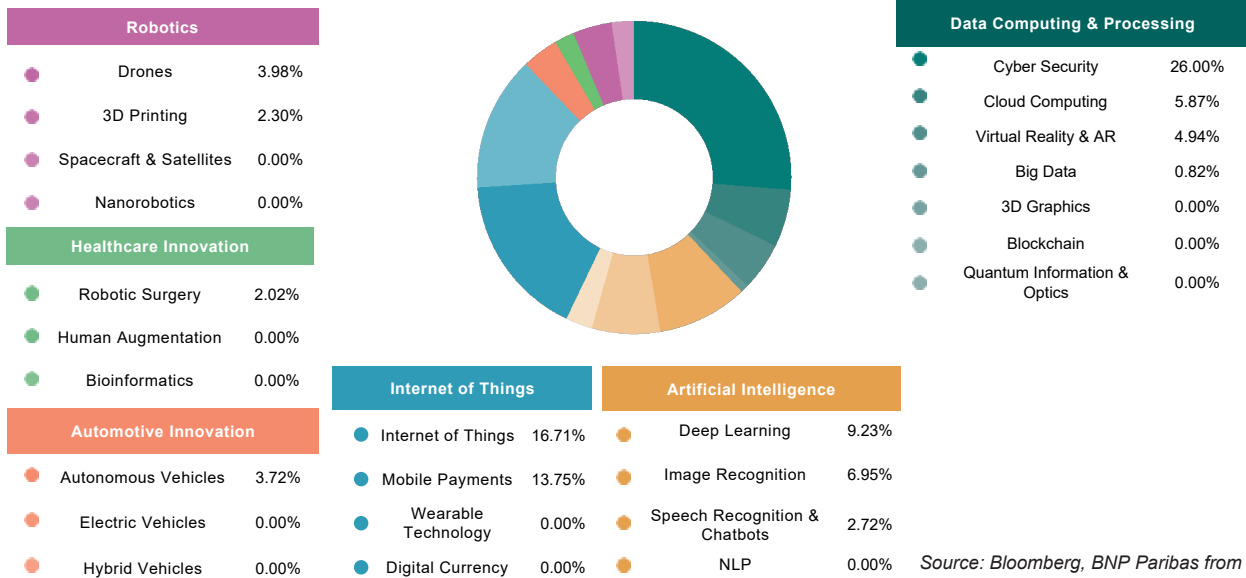 Robotics
Drones 3.98%
3D Printing 2.30%
Spacecraft & Satellites 0.00%
Nanorobotics 0.00%
Healthcare Innovation
Robotic Surgery 2.02%
Human Augmentation 0.00%
Bioinformatics 0.00%
Automotive Innovation
Autonomous Vehicles 3.72%
Electric Vehicles 0.00%
Hybrid Vehicles 0.00%
Internet of Things
Internet of Things 16.71%
Mobile Payments 13.75%
Wearable
Technology 0.00%
Digital Currency 0.00%
Artificial Intelligence
Deep Learning 9.23%
Image Recognition 6.95%
Speech Recognition &
Chatbots 2.72%
NLP 0.00%
Data Computing & Processing
Cyber Security 26.00%
Cloud Computing 5.87%
Virtual Reality & AR 4.94%
Big Data 0.82%
3D Graphics 0.00%
Blockchain 0.00%
Quantum Information &
Optics 0.00%
Source: Bloomberg, BNP Paribas from